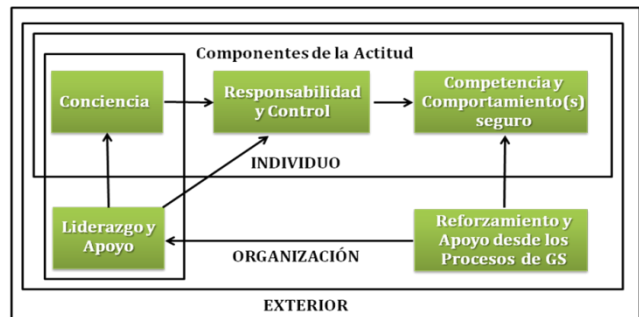 Componentes de la Actitud
Conciencia
Responsabilidad
y Control
Competencia y
Comportamiento(s)
seguro
INDIVIDUO
Liderazgo y
Apoyo
Reforzamiento y
Apoyo desde los
Procesos de GS
ORGANIZACIÓN
EXTERIOR